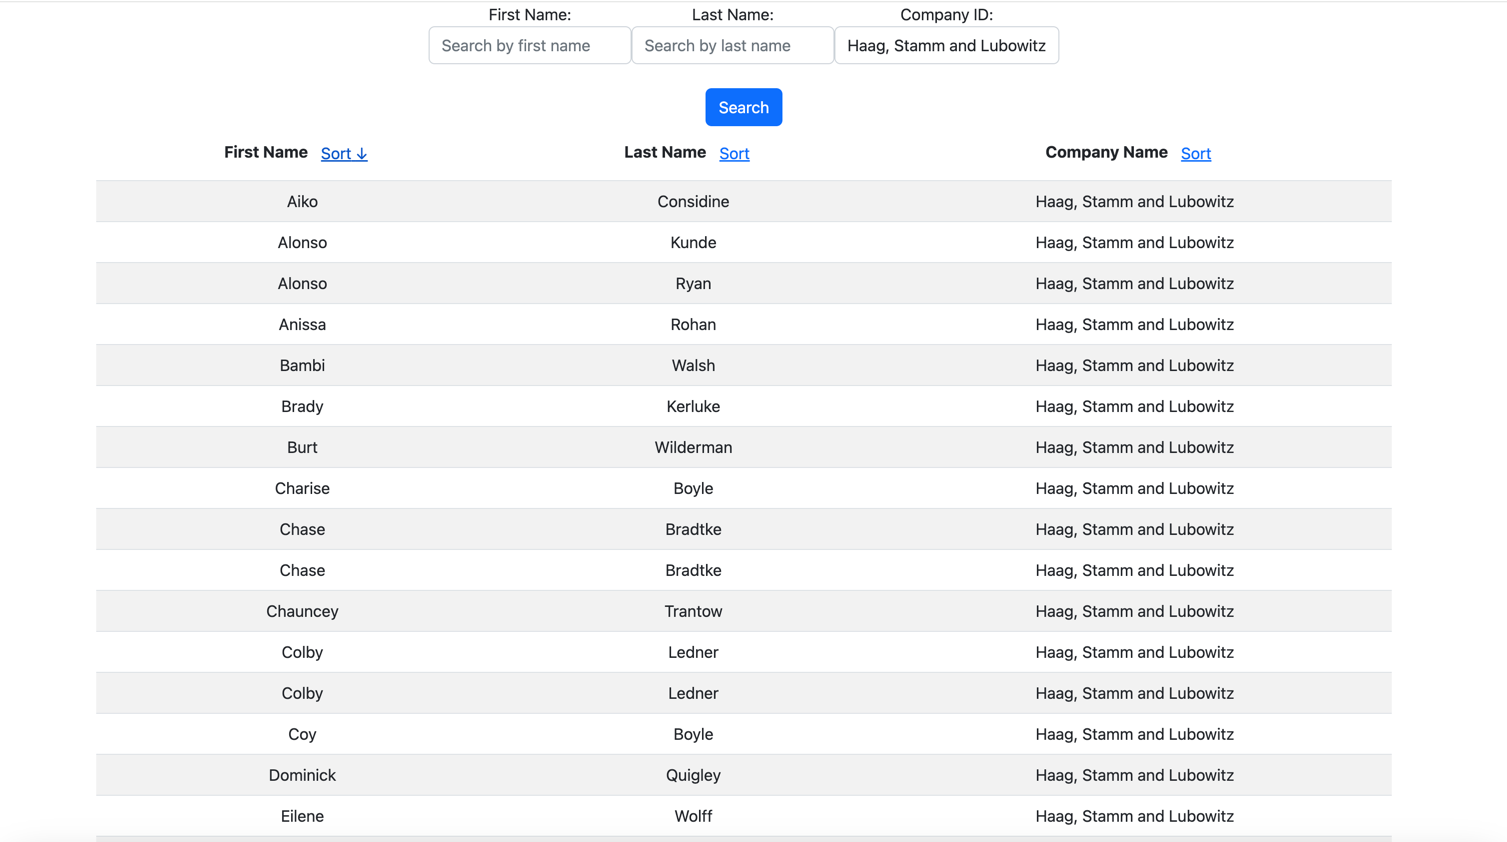 First Name: Last Name: Company ID:
Search by first name Search by last name Haag, Stamm and Lubowitz
Search
First Name Sort ↓ Last Name Sort Company Name Sort
Aiko Considine Haag, Stamm and Lubowitz
Alonso Kunde Haag, Stamm and Lubowitz
Alonso Ryan Haag, Stamm and Lubowitz
Anissa Rohan Haag, Stamm and Lubowitz
Bambi Walsh Haag, Stamm and Lubowitz
Brady Kerluke Haag, Stamm and Lubowitz
Burt Wilderman Haag, Stamm and Lubowitz
Charise Boyle Haag, Stamm and Lubowitz
Chase Bradtke Haag, Stamm and Lubowitz
Chase Bradtke Haag, Stamm and Lubowitz
Chauncey Trantow Haag, Stamm and Lubowitz
Colby Ledner Haag, Stamm and Lubowitz
Colby Ledner Haag, Stamm and Lubowitz
Coy Boyle Haag, Stamm and Lubowitz
Dominick Quigley Haag, Stamm and Lubowitz
Eilene Wolff Haag, Stamm and Lubowitz